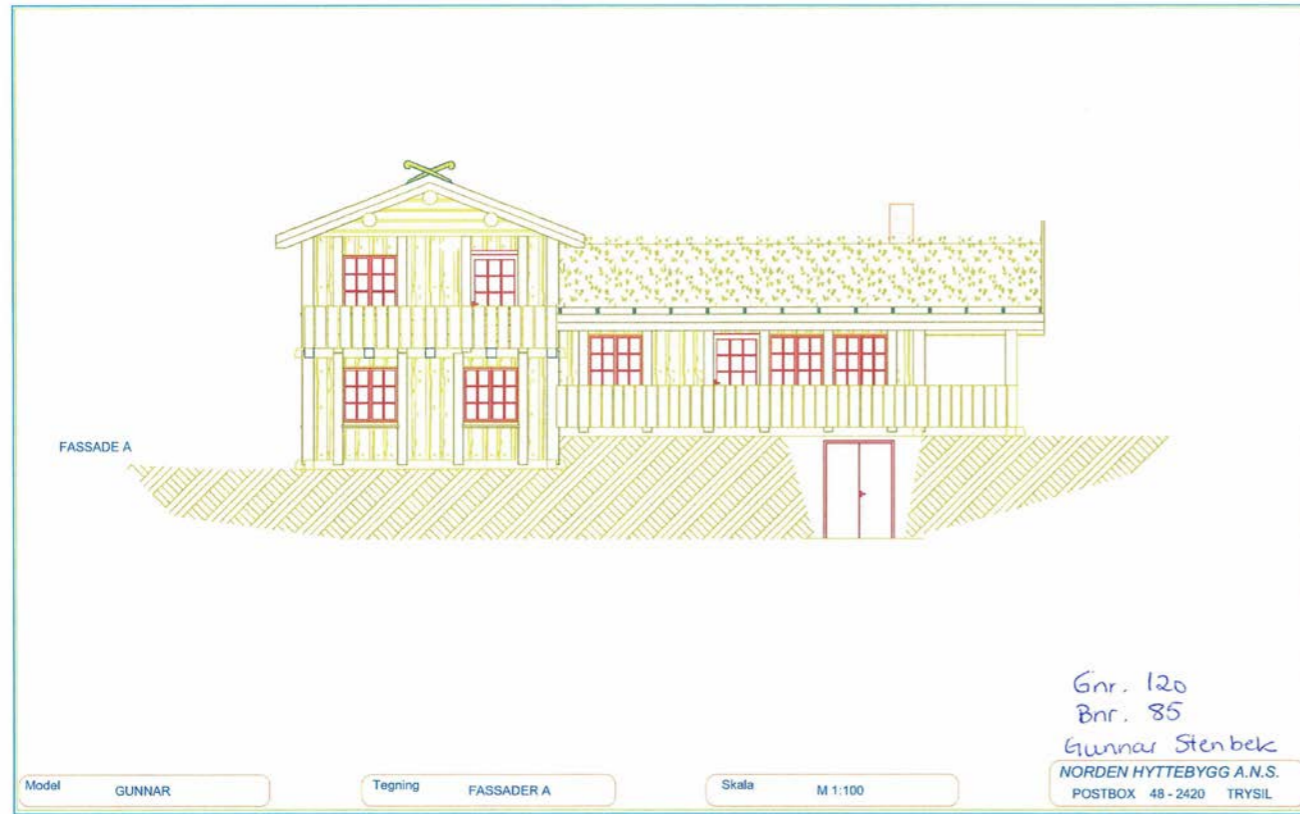 FASSADE A
Gnr. 120
Bnr. 85
Gunnar Stenbek
Model GUNNAR
Tegning FASSADER A
Skala M 1:100
NORDEN HYTTEBYGG A.N.S.
POSTBOX 48 - 2420 TRYSIL